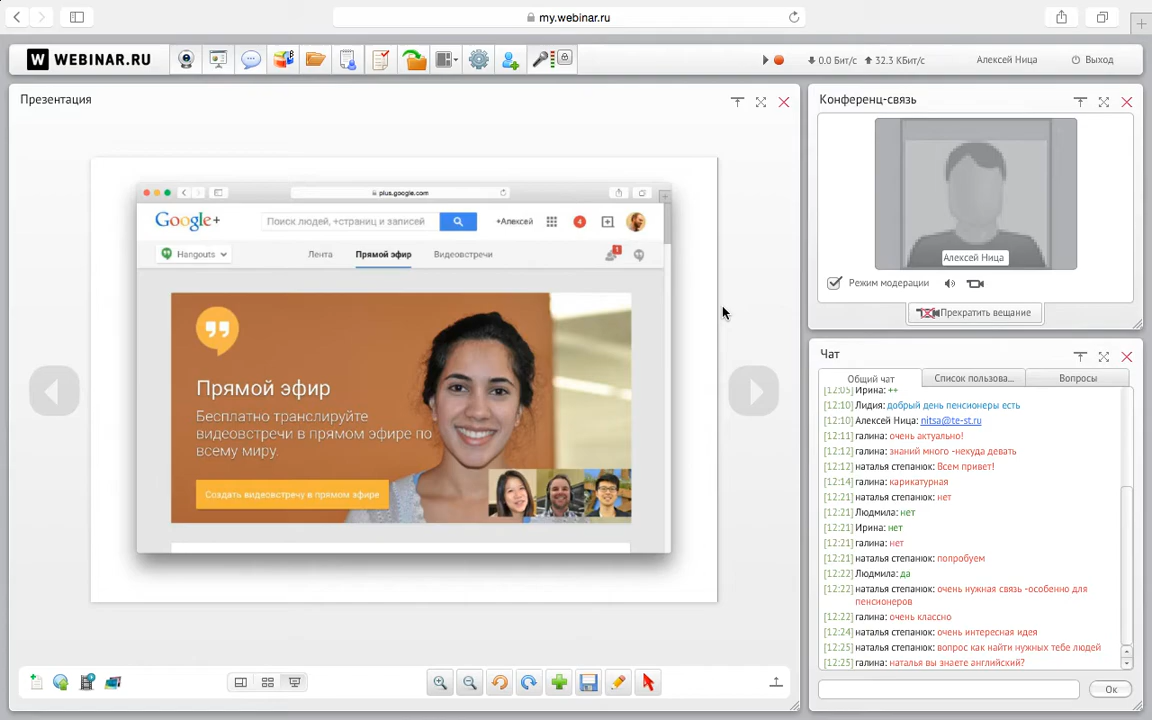 my.webinar.ru
W WEBINAR.RU
0.0 Бит/с 32.3 КБит/с
Алексей Ница
Выход
Презентация
plus.google.com
Google+
Поиск людей, +страниц и записей
+Алексей
4
Hangouts
Лента
Прямой эфир
Видеовстречи
1
Прямой эфир
Бесплатно транслируйте
видеовстречи в прямом эфире по
всему миру.
Создать видеовстречу в прямом эфире
Конференц-связь
Алексей Ница
Режим модерации
Прекратить вещание
Чат
Общий чат
Список пользова...
Вопросы
[12:05] Ирина: ++
[12:10] Лидия: добрый день пенсионеры есть
[12:10] Алексей Ница: nitsa@te-st.ru
[12:11] галина: очень актуально!
[12:12] галина: знаний много -некуда девать
[12:12] наталья степанюк: Всем привет!
[12:14] галина: карикатурная
[12:21] наталья степанюк: нет
[12:21] Людмила: нет
[12:21] Ирина: нет
[12:21] галина: нет
[12:21] наталья степанюк: попробуем
[12:22] Людмила: да
[12:22] наталья степанюк: очень нужная связь -особенно для
пенсионеров
[12:22] галина: очень классно
[12:24] наталья степанюк: очень интересная идея
[12:25] наталья степанюк: вопрос как найти нужных тебе людей
[12:25] галина: наталья вы знаете английский?
Ок